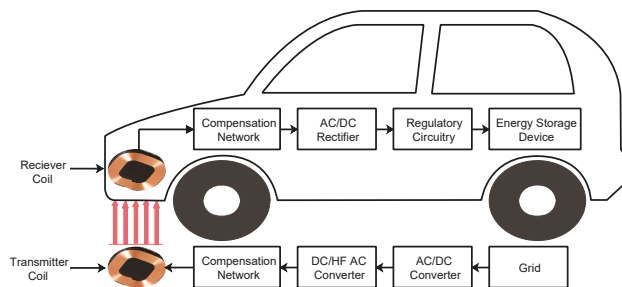 Compensation
Network
AC/DC
Rectifier
Regulatory
Circuitry
Energy Storage
Device
Reciever
Coil
Transmitter
Coil
Compensation
Network
DC/HF AC
Converter
AC/DC
Converter
Grid